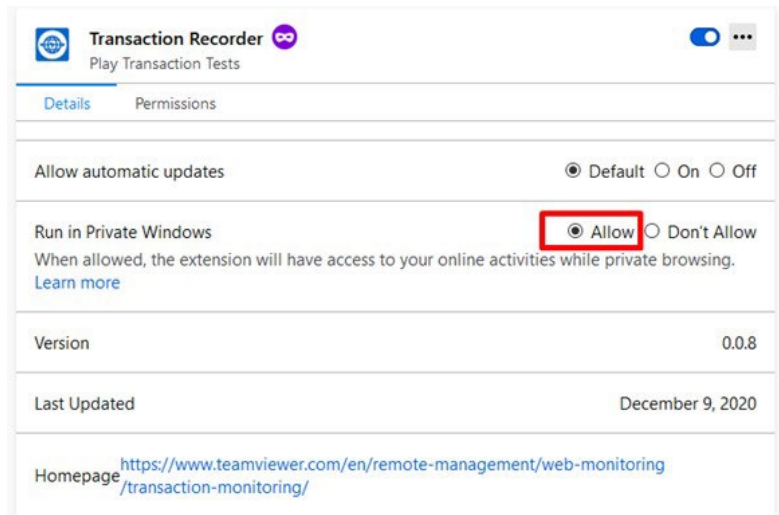 Transaction Recorder
Play Transaction Tests
Details Permissions
Allow automatic updates Default On Off
Run in Private Windows Allow Don't Allow
When allowed, the extension will have access to your online activities while private browsing.
Learn more
Version 0.0.8
Last Updated December 9, 2020
Homepage https://www.teamviewer.com/en/remote-management/web-monitoring
/transaction-monitoring/